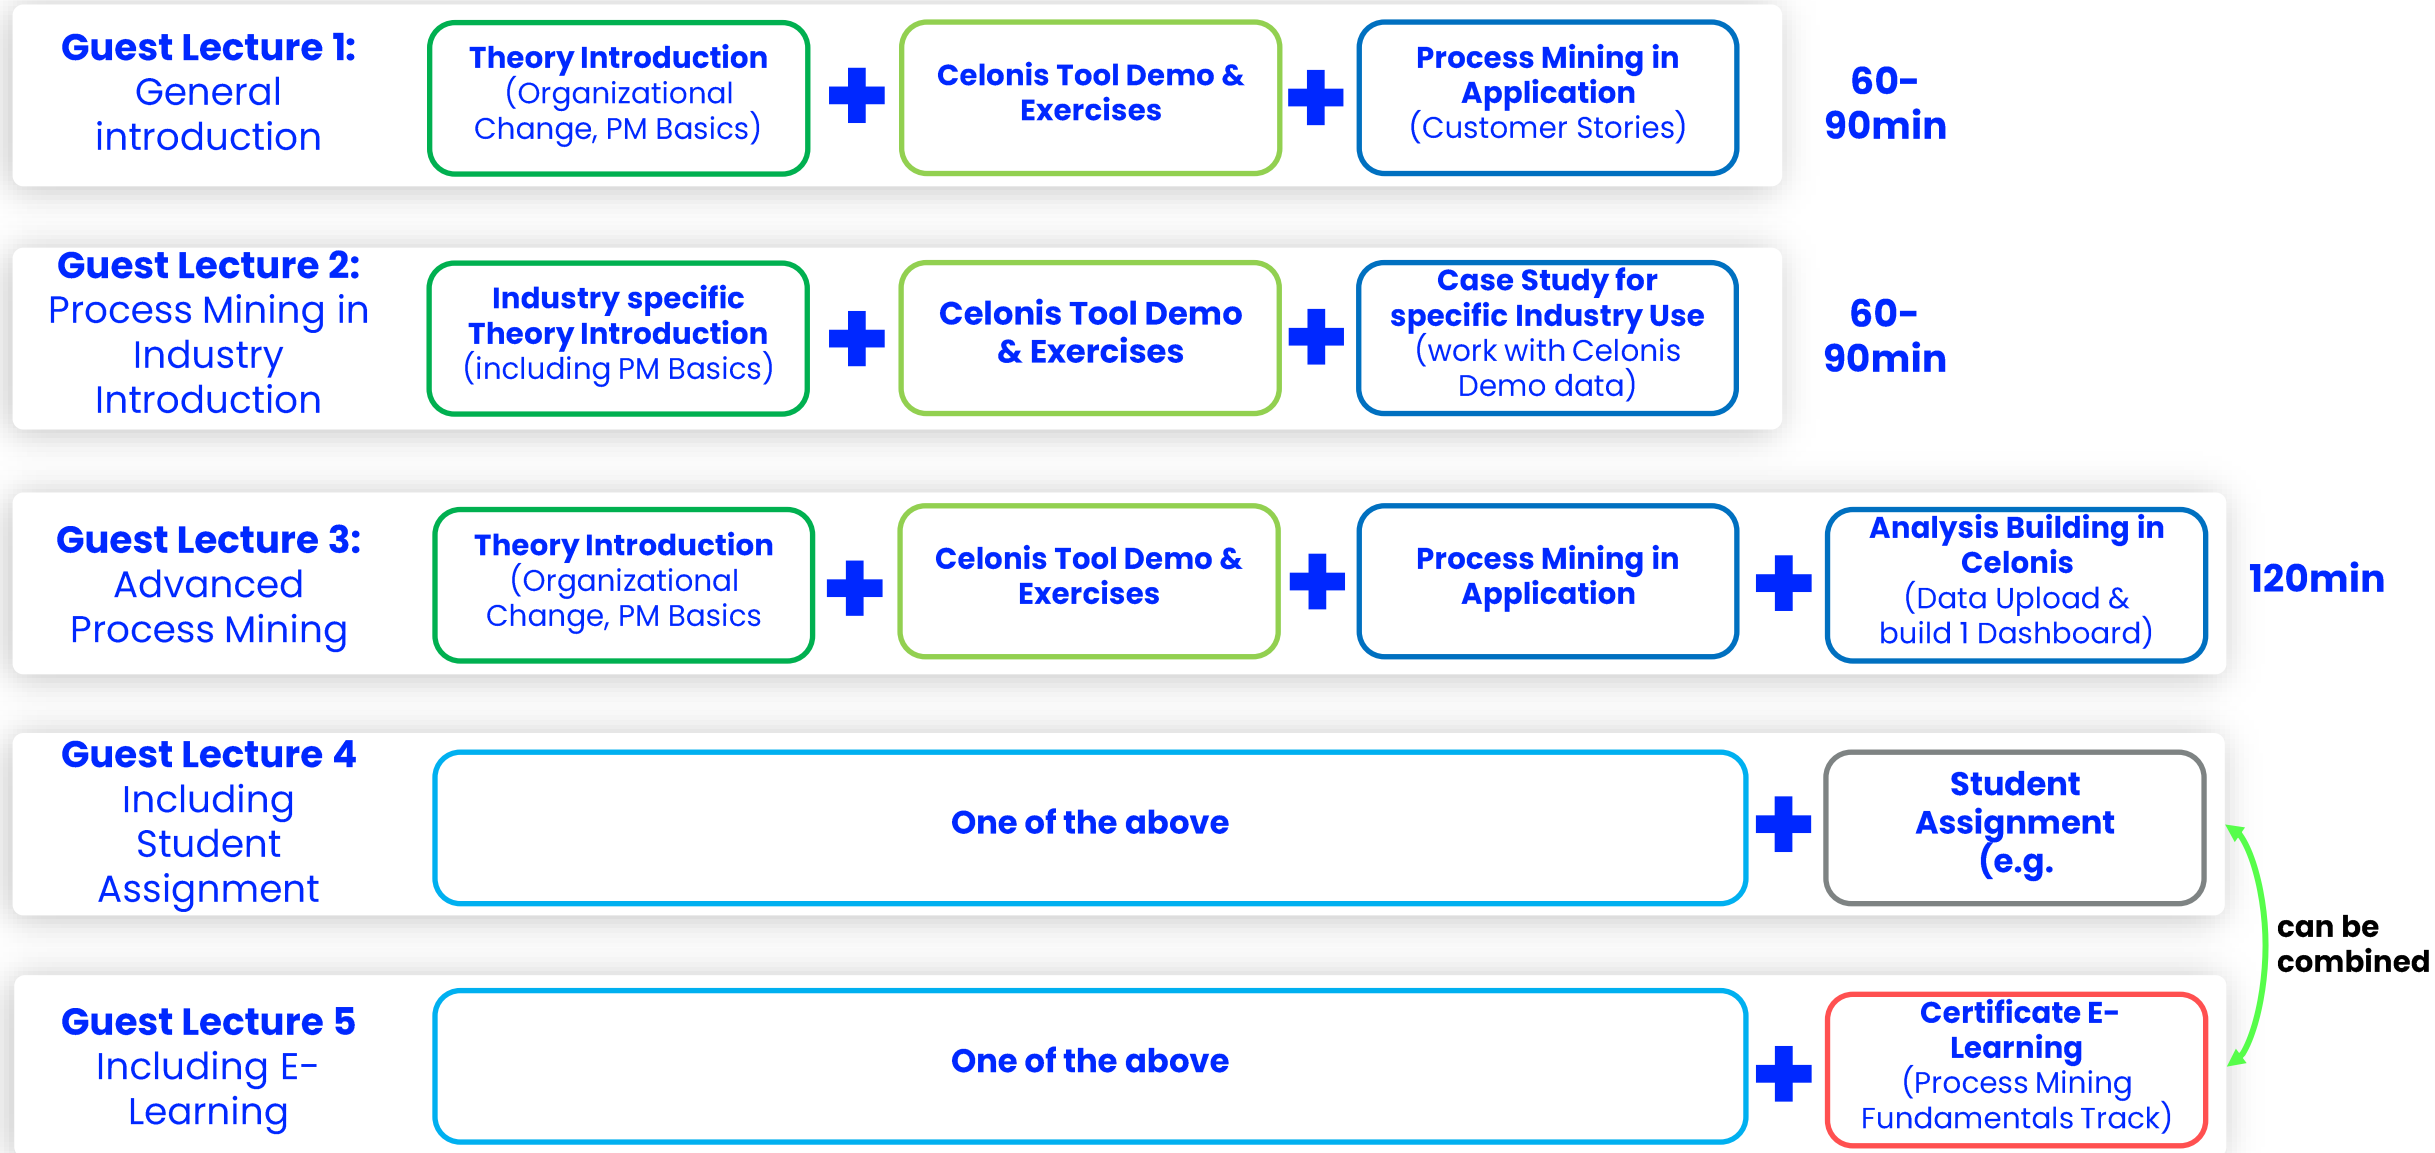 Guest Lecture 1:
General
introduction
Theory Introduction
(Organizational
Change, PM Basics)
Celonis Tool Demo &
Exercises
Process Mining in
Application
(Customer Stories)
60-
90min
Guest Lecture 2:
Process Mining in
Industry
Introduction
Industry specific
Theory Introduction
(including PM Basics)
Celonis Tool Demo
& Exercises
Case Study for
specific Industry Use
(work with Celonis
Demo data)
60-
90min
Guest Lecture 3:
Advanced
Process Mining
Theory Introduction
(Organizational
Change, PM Basics
Celonis Tool Demo &
Exercises
Process Mining in
Application
Analysis Building in
Celonis
(Data Upload &
build 1 Dashboard)
120min
Guest Lecture 4
Including
Student
Assignment
One of the above
Student
Assignment
(e.g.
can be
combined
Guest Lecture 5
Including E-
Learning
One of the above
Certificate E-
Learning
(Process Mining
Fundamentals Track)